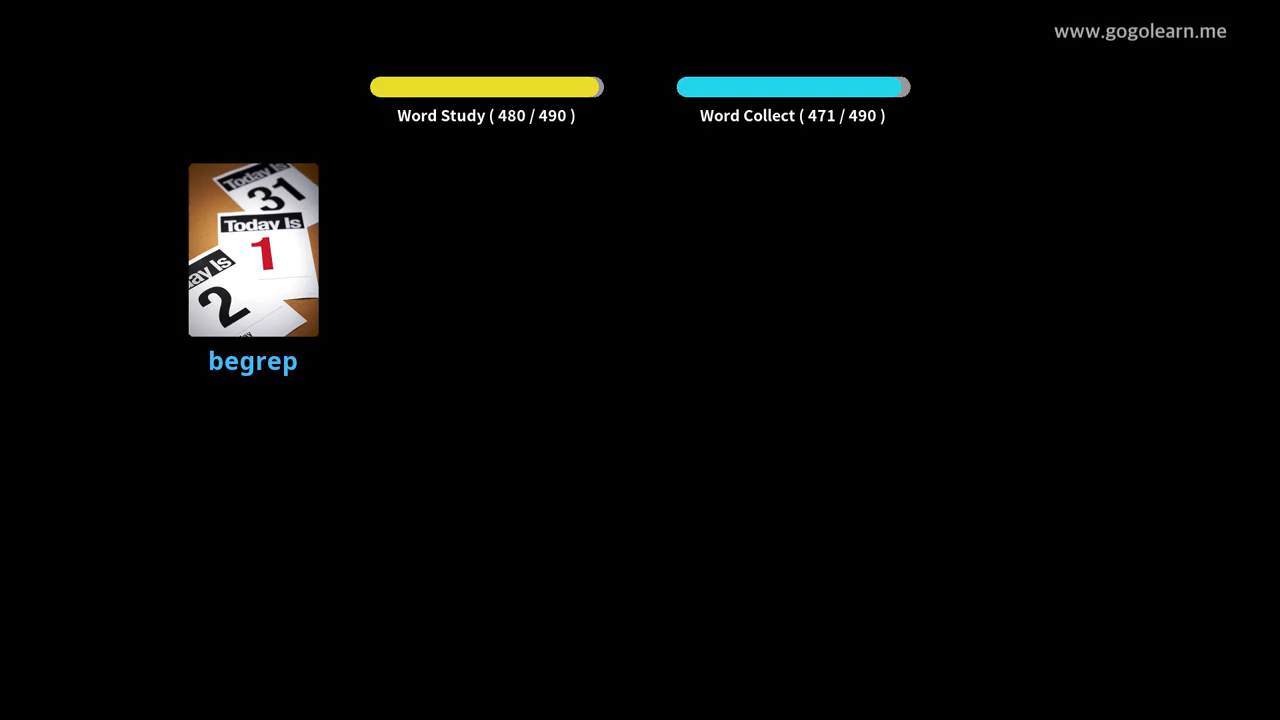 www.gogolearn.me
Word Study ( 480 / 490 )
Word Collect ( 471 / 490 )
Today Is
31
Today Is
1
ay Is
2
begrep